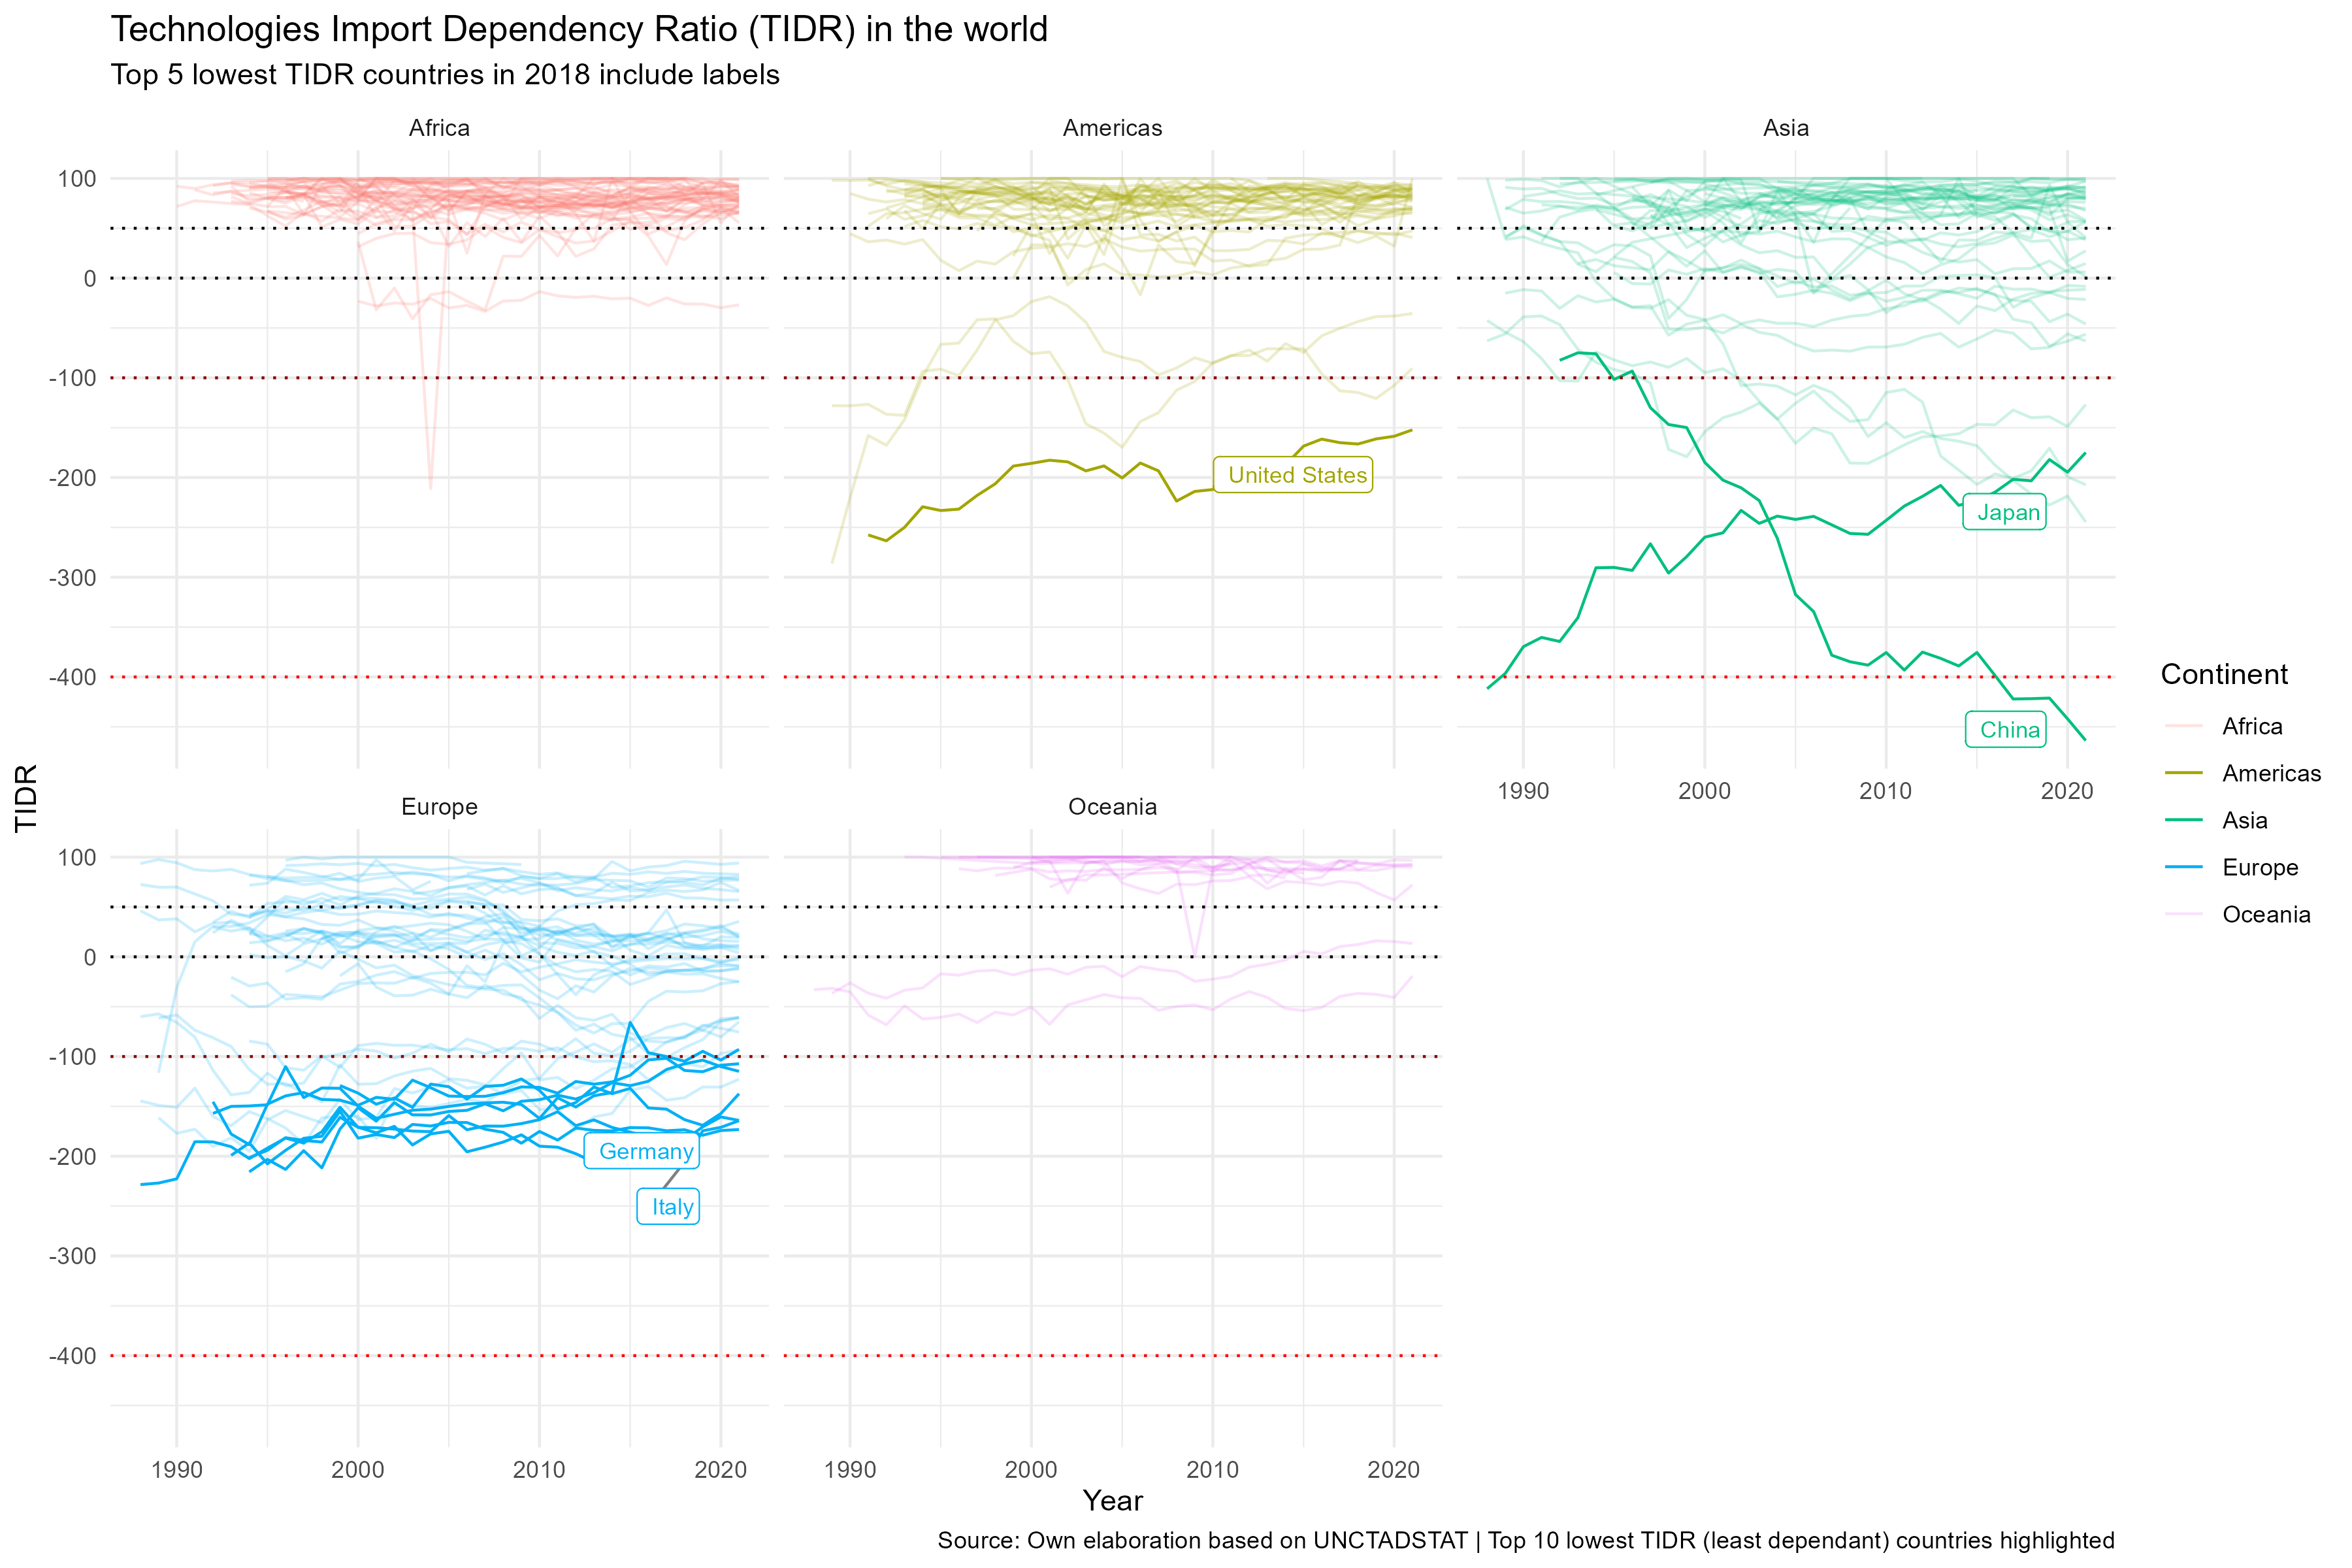 Technologies Import Dependency Ratio (TIDR) in the world
Top 5 lowest TIDR countries in 2018 include labels
Africa
Americas
Asia
100
0
-100
-200
-300
-400
United States
Japan
China
1990
2000
2010
2020
TIDR
Europe
Oceania
100
0
-100
-200
-300
-400
Germany
Italy
1990
2000
2010
2020
1990
2000
2010
2020
Year
Continent
Africa
Americas
Asia
Europe
Oceania
Source: Own elaboration based on UNCTADSTAT | Top 10 lowest TIDR (least dependant) countries highlighted